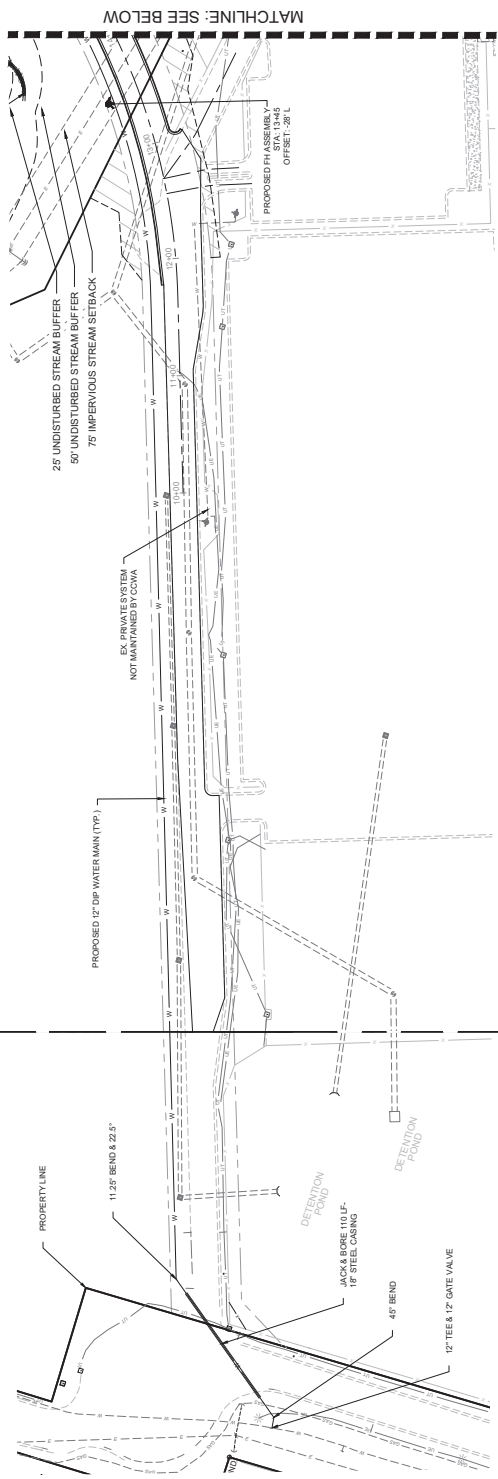 MATCHLINE: SEE BELOW
25' UNDISTURBED STREAM BUFFER
50' UNDISTURBED STREAM BUFFER
75' IMPERVIOUS STREAM SETBACK
PROPOSED FH ASSEMBLY
STA: 13+45
OFFSET: -28' L
13+00
12+00
11+00
10+00
EX. PRIVATE SYSTEM
NOT MAINTAINED BY CCWA
PROPOSED 12" DIP WATER MAIN (TYP.)
PROPERTY LINE
11.25° BEND & 22.5°
DETENTION
POND
DETENTION
POND
JACK & BORE 110 LF-
18" STEEL CASING
45° BEND
12" TEE & 12" GATE VALVE